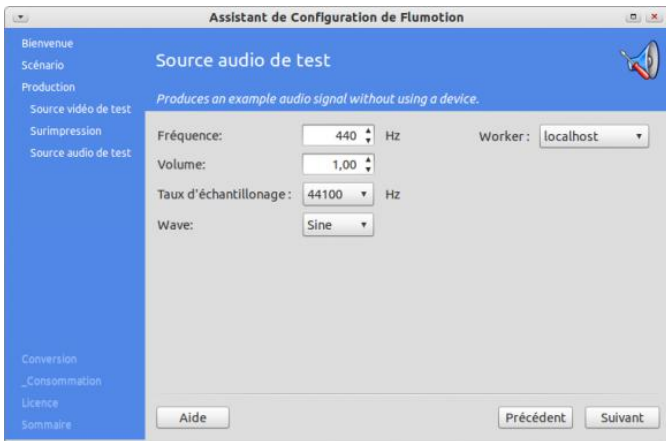 Assistant de Configuration de Flumotion
Bienvenue
Scénario
Production
Source vidéo de test
Surimpression
Source audio de test
Conversion
_Consommation
Licence
Sommaire
Source audio de test
Produces an example audio signal without using a device.
Fréquence: 440 Hz Worker: localhost
Volume: 1,00
Taux d'échantillonage: 44100 Hz
Wave: Sine
Aide Précédent Suivant